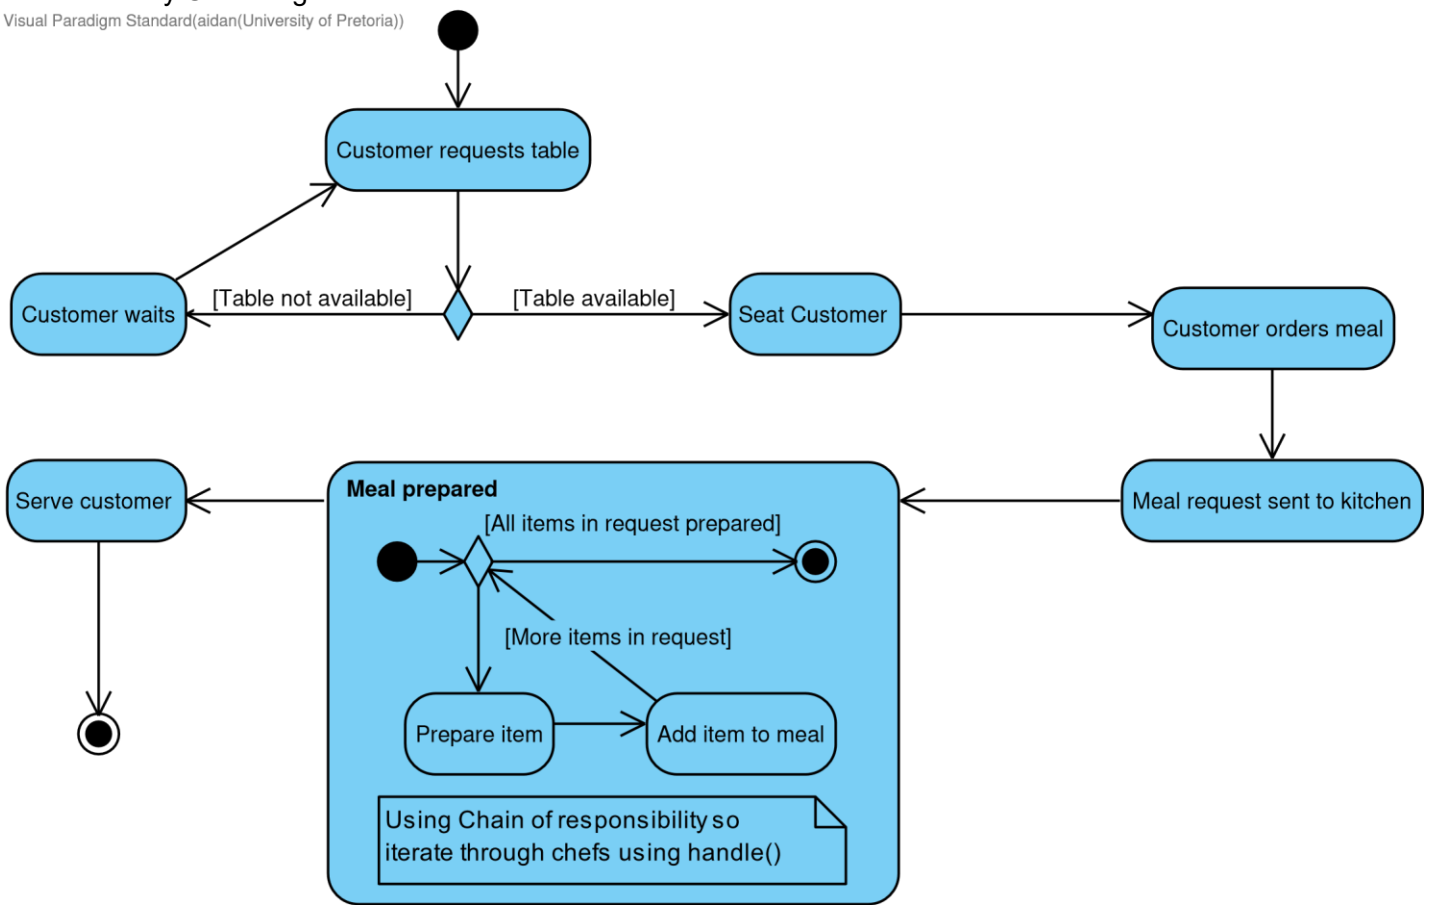 Visual Paradigm Standard(aidan(University of Pretoria))
Customer requests table
[Table not available]
[Table available]
Customer waits
Seat Customer
Customer orders meal
Serve customer
Meal prepared
Meal request sent to kitchen
[All items in request prepared]
[More items in request]
Prepare item
Add item to meal
Using Chain of responsibility so
iterate through chefs using handle()